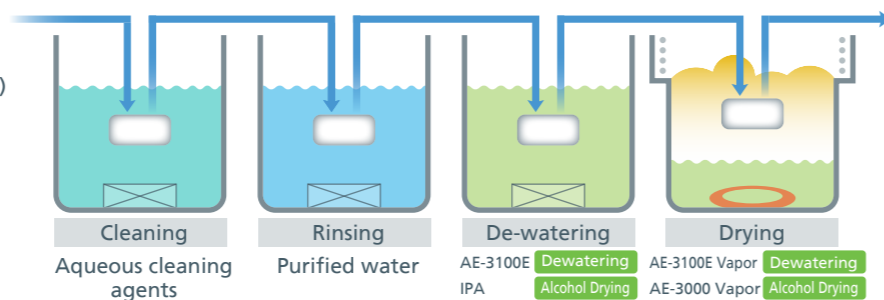 )
Cleaning
Aqueous cleaning
agents
Rinsing
Purified water
De-watering
AE-3100E Dewatering
IPA Alcohol Drying
Drying
AE-3100E Vapor Dewatering
AE-3000 Vapor Alcohol Drying